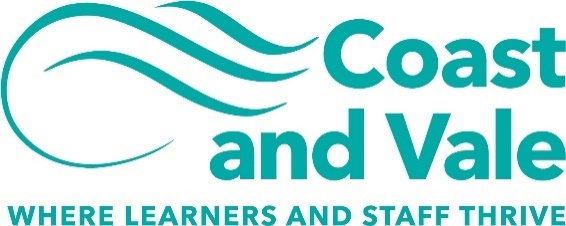 Coast
and Vale
WHERE LEARNERS AND STAFF THRIVE